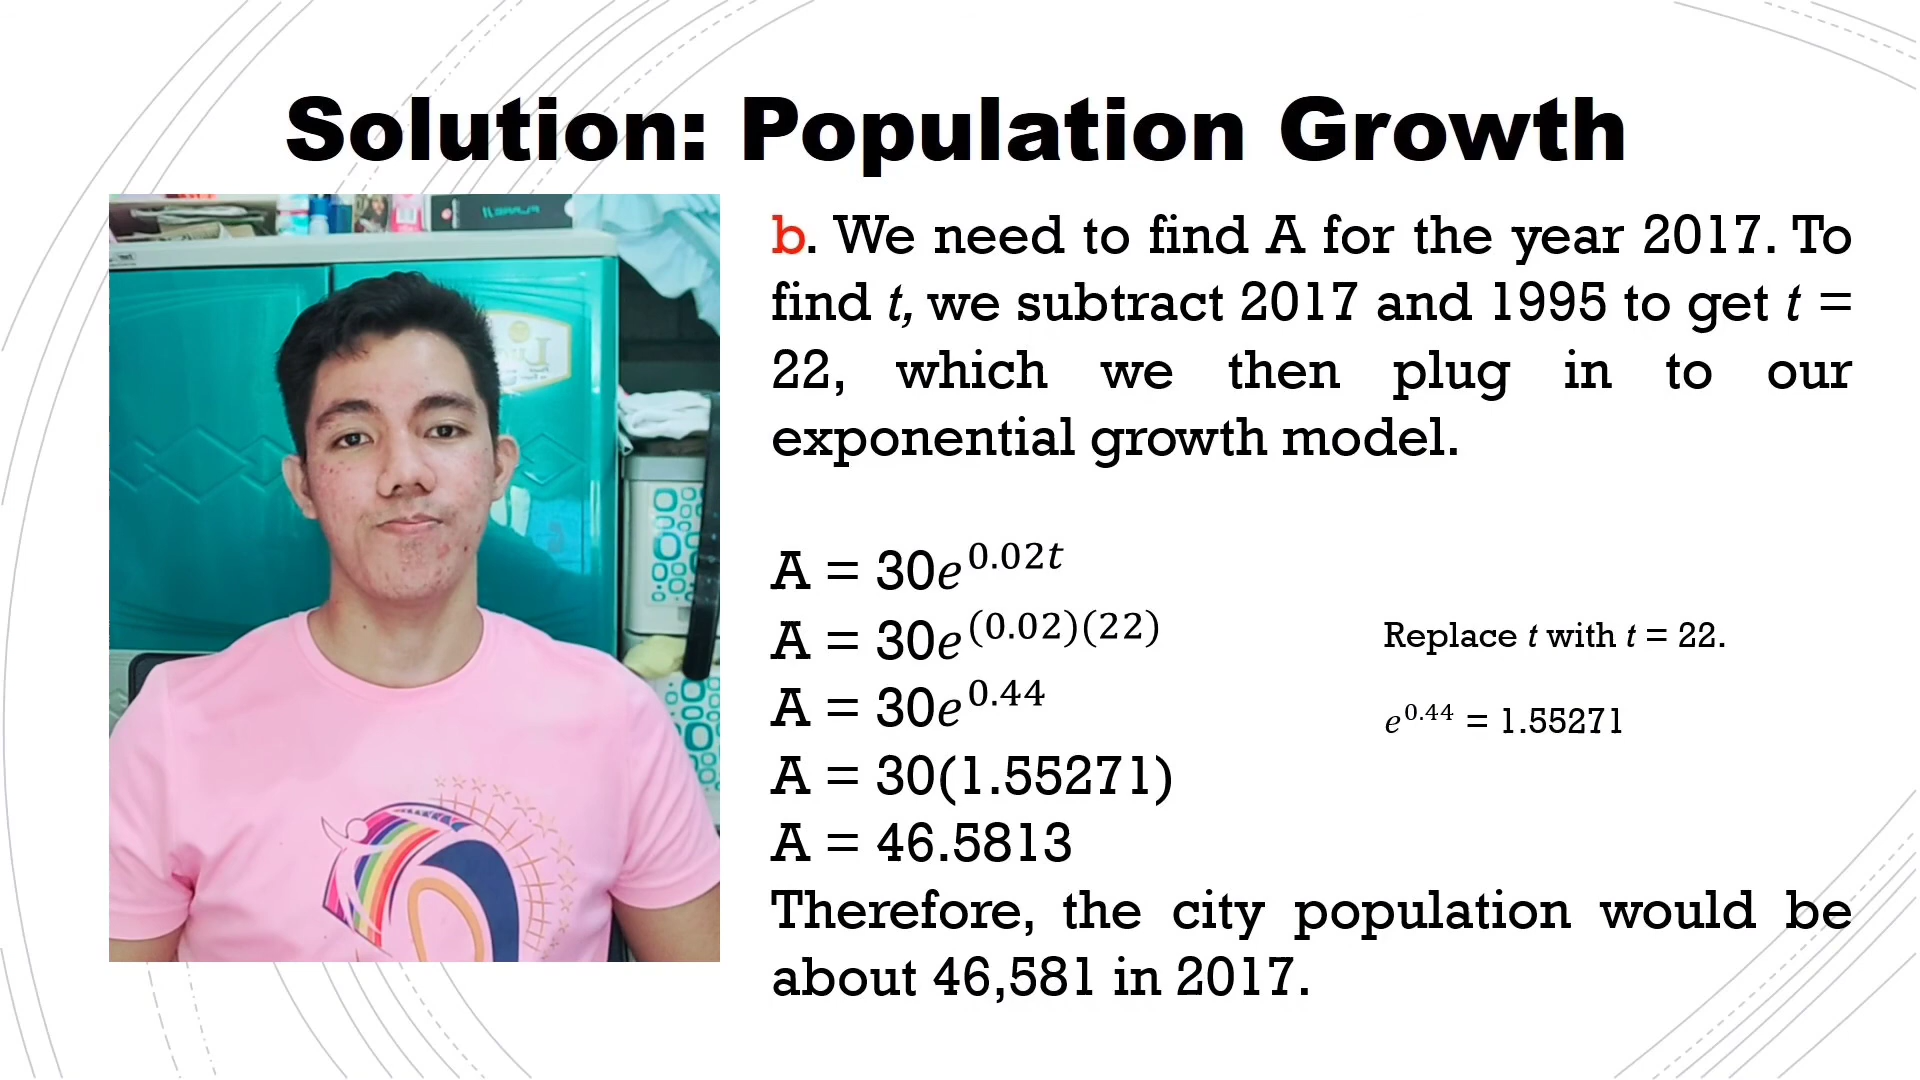 Solution: Population Growth
b. We need to find A for the year 2017. To
find t, we subtract 2017 and 1995 to get t =
22, which we then plug in to our
exponential growth model.
A = 30e^{0.02t}
A = 30e^{(0.02)(22)}
Replace t with t = 22.
A = 30e^{0.44}
e^{0.44} = 1.55271
A = 30(1.55271)
A = 46.5813
Therefore, the city population would be
about 46,581 in 2017.